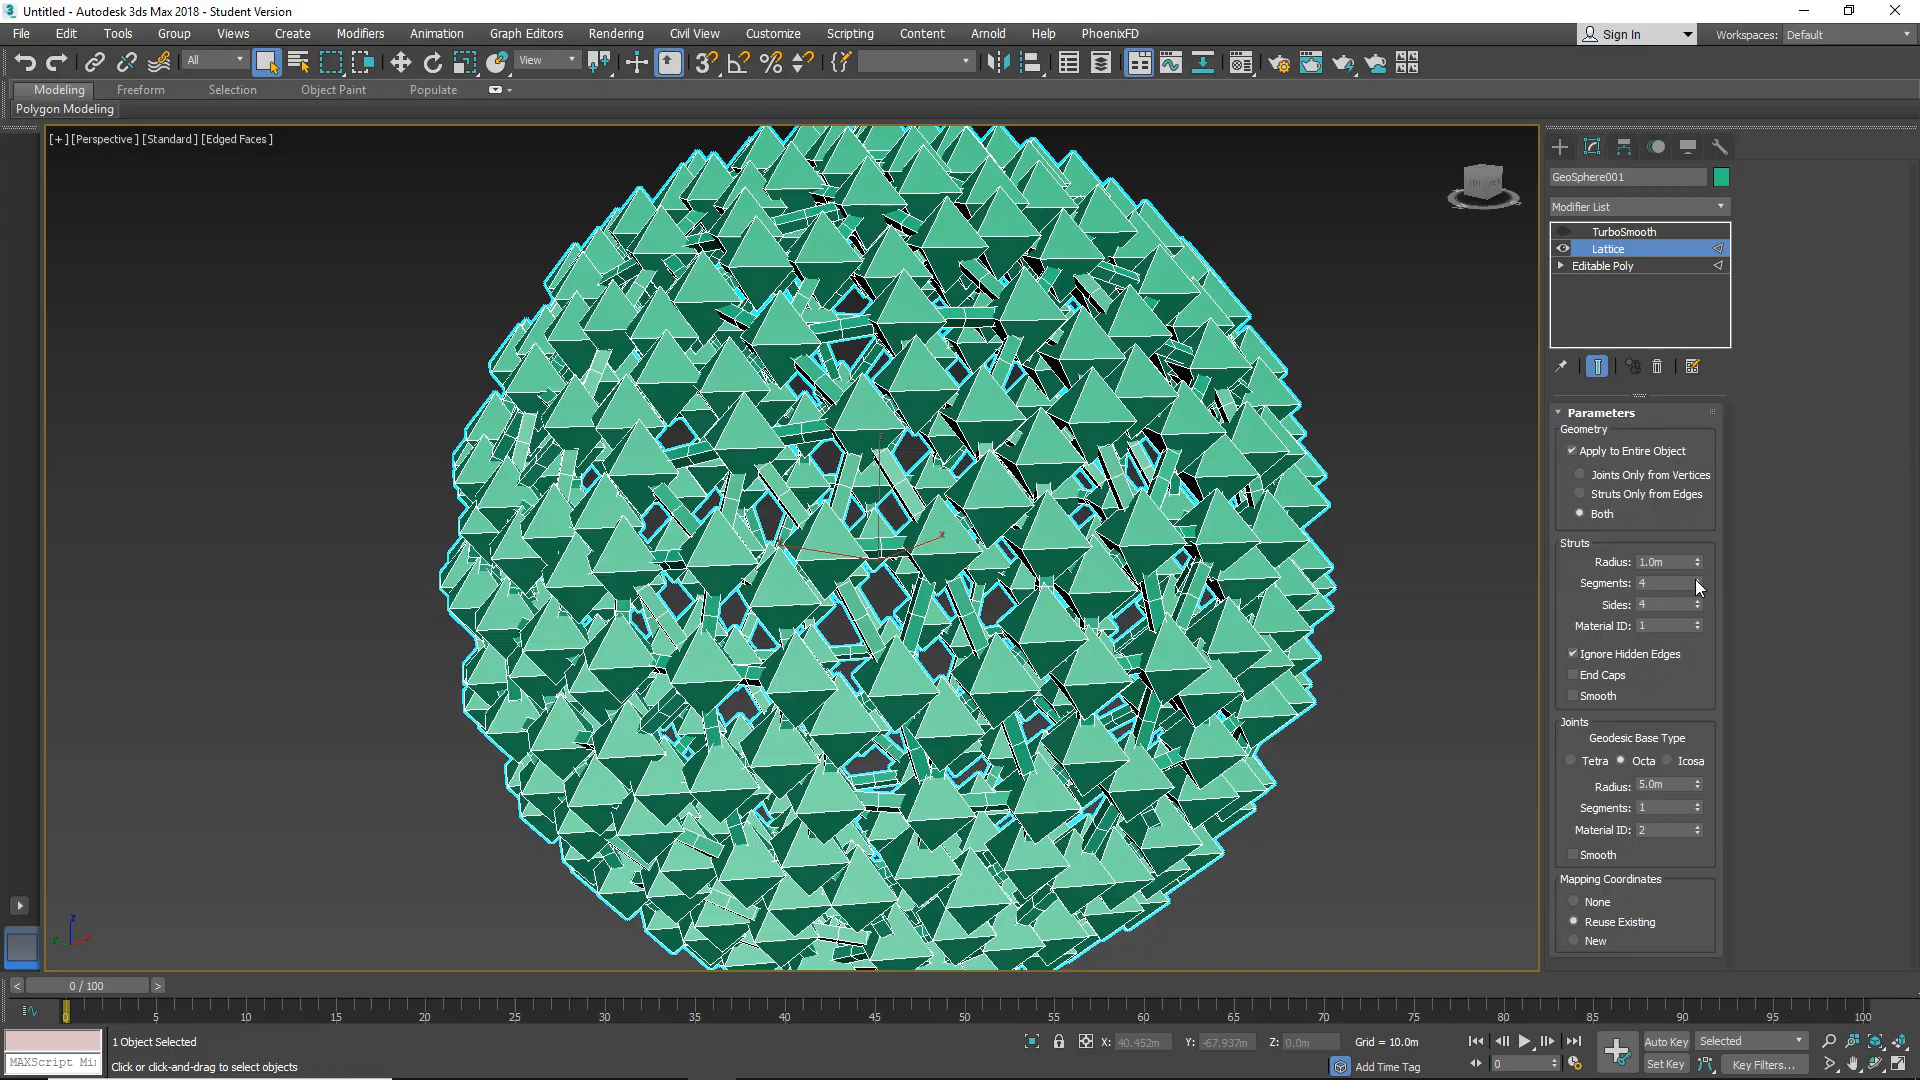 Untitled - Autodesk 3ds Max 2018 - Student Version
File Edit Tools Group Views Create Modifiers Animation Graph Editors Rendering Civil View Customize Scripting Content Arnold Help PhoenixFD Sign In Workspaces: Default
All View
Modeling Freeform Selection Object Paint Populate
Polygon Modeling
[+] [Perspective] [Standard] [Edged Faces]
GeoSphere001
Modifier List
TurboSmooth
Lattice
Editable Poly
Parameters
Geometry
Apply to Entire Object
Joints Only from Vertices
Struts Only from Edges
Both
Struts
Radius: 1.0m
Segments: 4
Sides: 4
Material ID: 1
Ignore Hidden Edges
End Caps
Smooth
Joints
Geodesic Base Type
Tetra Octa Icosa
Radius: 5.0m
Segments: 1
Material ID: 2
Smooth
Mapping Coordinates
None
Reuse Existing
New
x
z
x
< 0 / 100 >
0 5 10 15 20 25 30 35 40 45 50 55 60 65 70 75 80 85 90 95 100
1 Object Selected X: 40.452m Y: -67.937m Z: 0.0m Grid = 10.0m Auto Key Selected
MAXScript Mi Click or click-and-drag to select objects Add Time Tag 0 Set Key Key Filters...